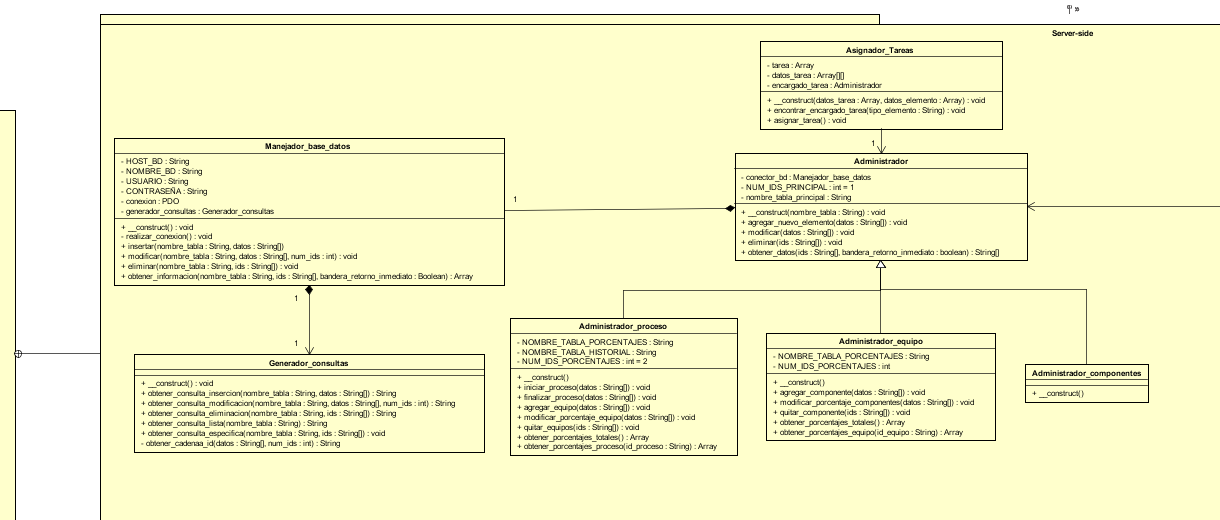 Server-side
Asignador_Tareas
- tarea : Array
- datos_tarea : Array[][]
- encargado_tarea : Administrador
+ __construct(datos_tarea : Array, datos_elemento : Array) : void
+ encontrar_encargado_tarea(tipo_elemento : String) : void
+ asignar_tarea() : void
1
Manejador_base_datos
- HOST_BD : String
- NOMBRE_BD : String
- USUARIO : String
- CONTRASEÑA : String
- conexion : PDO
- generador_consultas : Generador_consultas
+ __construct() : void
- realizar_conexion() : void
+ insertar(nombre_tabla : String, datos : String[])
+ modificar(nombre_tabla : String, datos : String[], num_ids : int) : void
+ eliminar(nombre_tabla : String, ids : String[]) : void
+ obtener_informacion(nombre_tabla : String, ids : String[], bandera_retorno_inmediato : Boolean) : Array
1
Administrador
- conector_bd : Manejador_base_datos
- NUM_IDS_PRINCIPAL : int = 1
- nombre_tabla_principal : String
+ __construct(nombre_tabla : String) : void
+ agregar_nuevo_elemento(datos : String[]) : void
+ modificar(datos : String[]) : void
+ eliminar(ids : String[]) : void
+ obtener_datos(ids : String[], bandera_retorno_inmediato : boolean) : String[]
1
1
Generador_consultas
+ __construct() : void
+ obtener_consulta_insercion(nombre_tabla : String, datos : String[]) : String
+ obtener_consulta_modificacion(nombre_tabla : String, datos : String[], num_ids : int) : String
+ obtener_consulta_eliminacion(nombre_tabla : String, ids : String[]) : String
+ obtener_consulta_lista(nombre_tabla : String) : String
+ obtener_consulta_especifica(nombre_tabla : String, ids : String[]) : void
- obtener_cadenaa_id(datos : String[], num_ids : int) : String
Administrador_proceso
- NOMBRE_TABLA_PORCENTAJES : String
- NOMBRE_TABLA_HISTORIAL : String
- NUM_IDS_PORCENTAJES : int = 2
+ __construct()
+ iniciar_proceso(datos : String[]) : void
+ finalizar_proceso(datos : String[]) : void
+ agregar_equipo(datos : String[]) : void
+ modificar_porcentaje_equipo(datos : String[]) : void
+ quitar_equipos(ids : String[]) : void
+ obtener_porcentajes_totales() : Array
+ obtener_porcentajes_proceso(id_proceso : String) : Array
Administrador_equipo
- NOMBRE_TABLA_PORCENTAJES : String
- NUM_IDS_PORCENTAJES : int
+ __construct()
+ agregar_componente(datos : String[]) : void
+ modificar_porcentaje_componentes(datos : String[]) : void
+ quitar_componente(ids : String[]) : void
+ obtener_porcentajes_totales() : Array
+ obtener_porcentajes_equipo(id_equipo : String) : Array
Administrador_componentes
+ __construct()